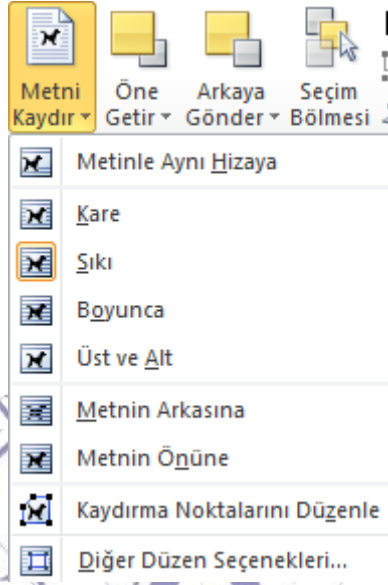 Metni Öne Arkaya Seçim
Kaydır Getir Gönder Bölmesi
Metinle Aynı Hizaya
Kare
Sıkı
Boyunca
Üst ve Alt
Metnin Arkasına
Metnin Önüne
Kaydırma Noktalarını Düzenle
Diğer Düzen Seçenekleri...